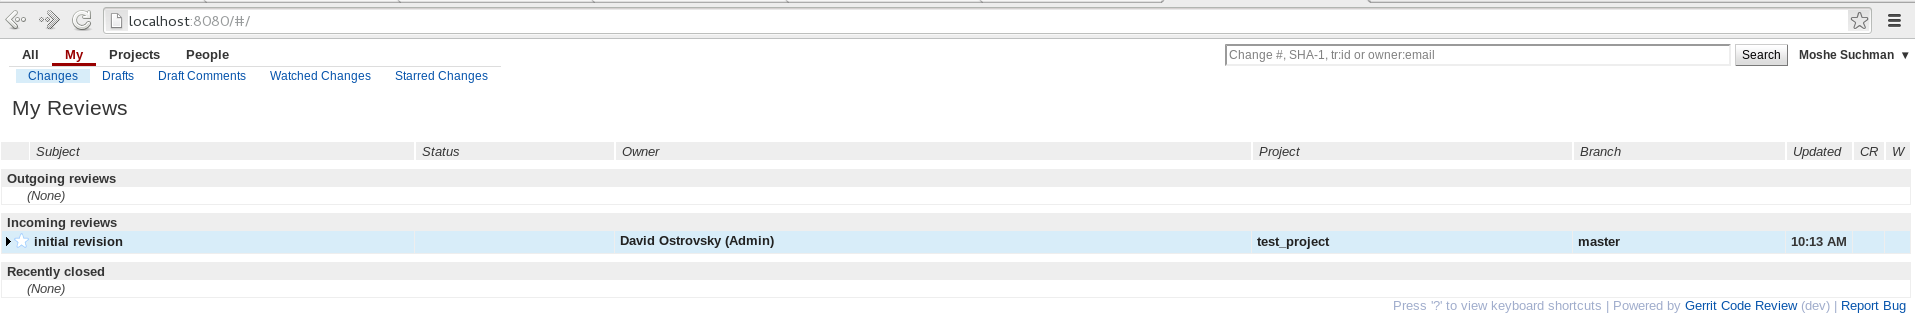 localhost:8080/#/
All My Projects People
Change #, SHA-1, tr:id or owner:email Search Moshe Suchman ▼
Changes Drafts Draft Comments Watched Changes Starred Changes
My Reviews
Subject Status Owner Project Branch Updated CR W
Outgoing reviews
(None)
Incoming reviews
initial revision David Ostrovsky (Admin) test_project master 10:13 AM
Recently closed
(None)
Press '?' to view keyboard shortcuts | Powered by Gerrit Code Review (dev) | Report Bug